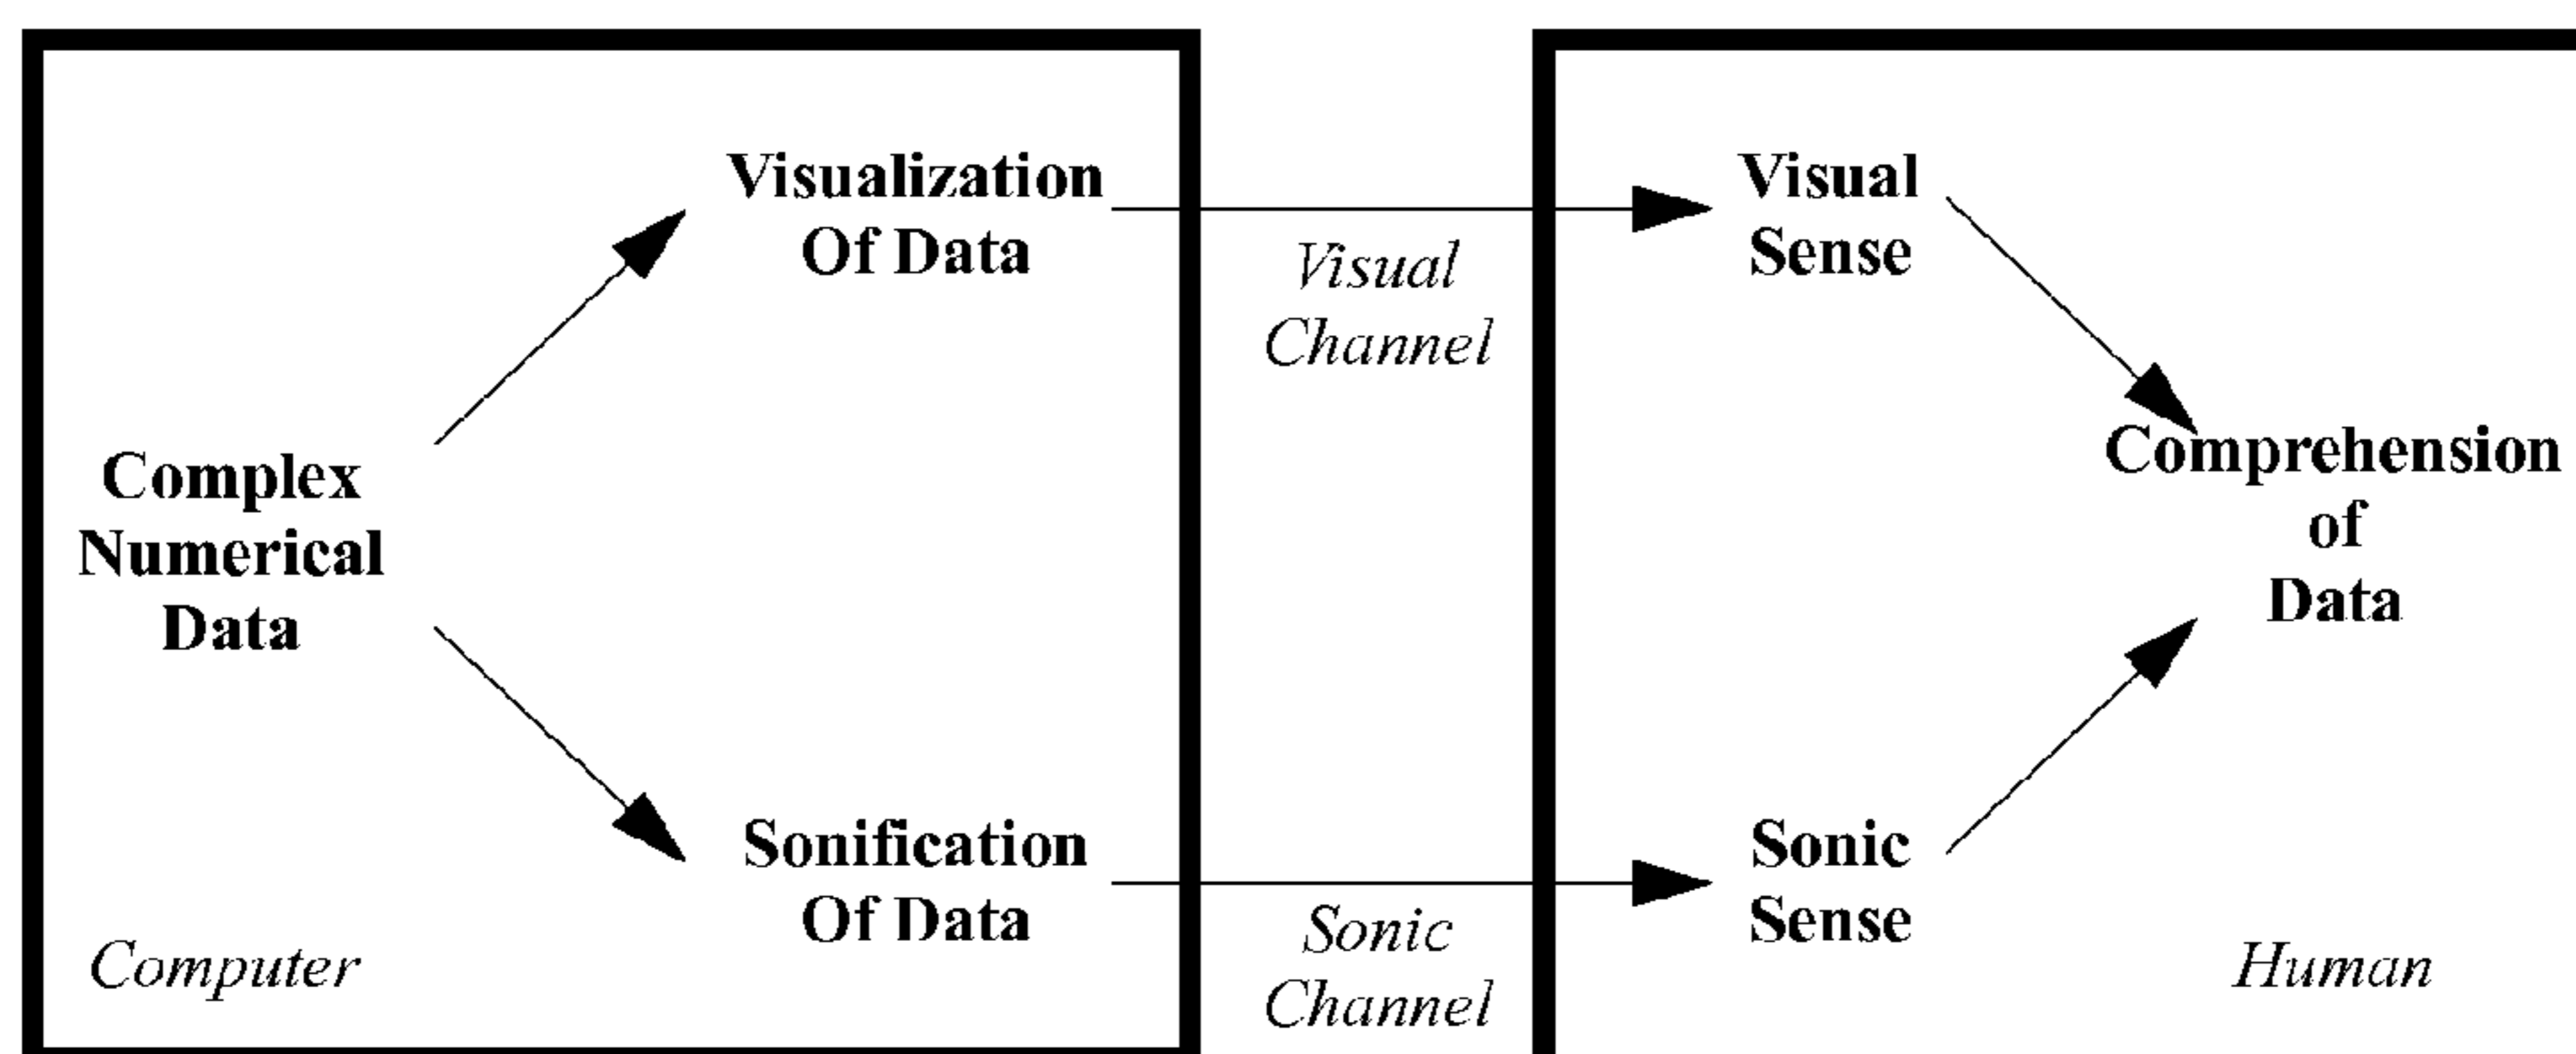 Complex
Numerical
Data
Visualization
Of Data
Sonification
Of Data
Computer
Visual
Channel
Sonic
Channel
Visual
Sense
Sonic
Sense
Comprehension
of
Data
Human